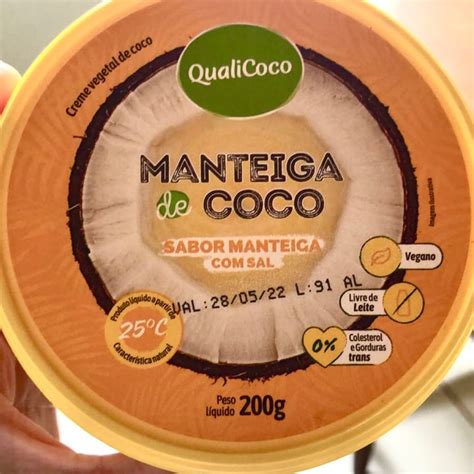 Creme vegetal de coco
QualiCoco
MANTEIGA
de COCO
SABOR MANTEIGA
COM SAL
Imagem ilustrativa
VAL:28/05/22 L:91 AL
Vegano
Livre de
Leite
0%
Colesterol
e Gorduras
trans
Produto líquido a partir de
25ºC
Característica natural
Peso
líquido 200g